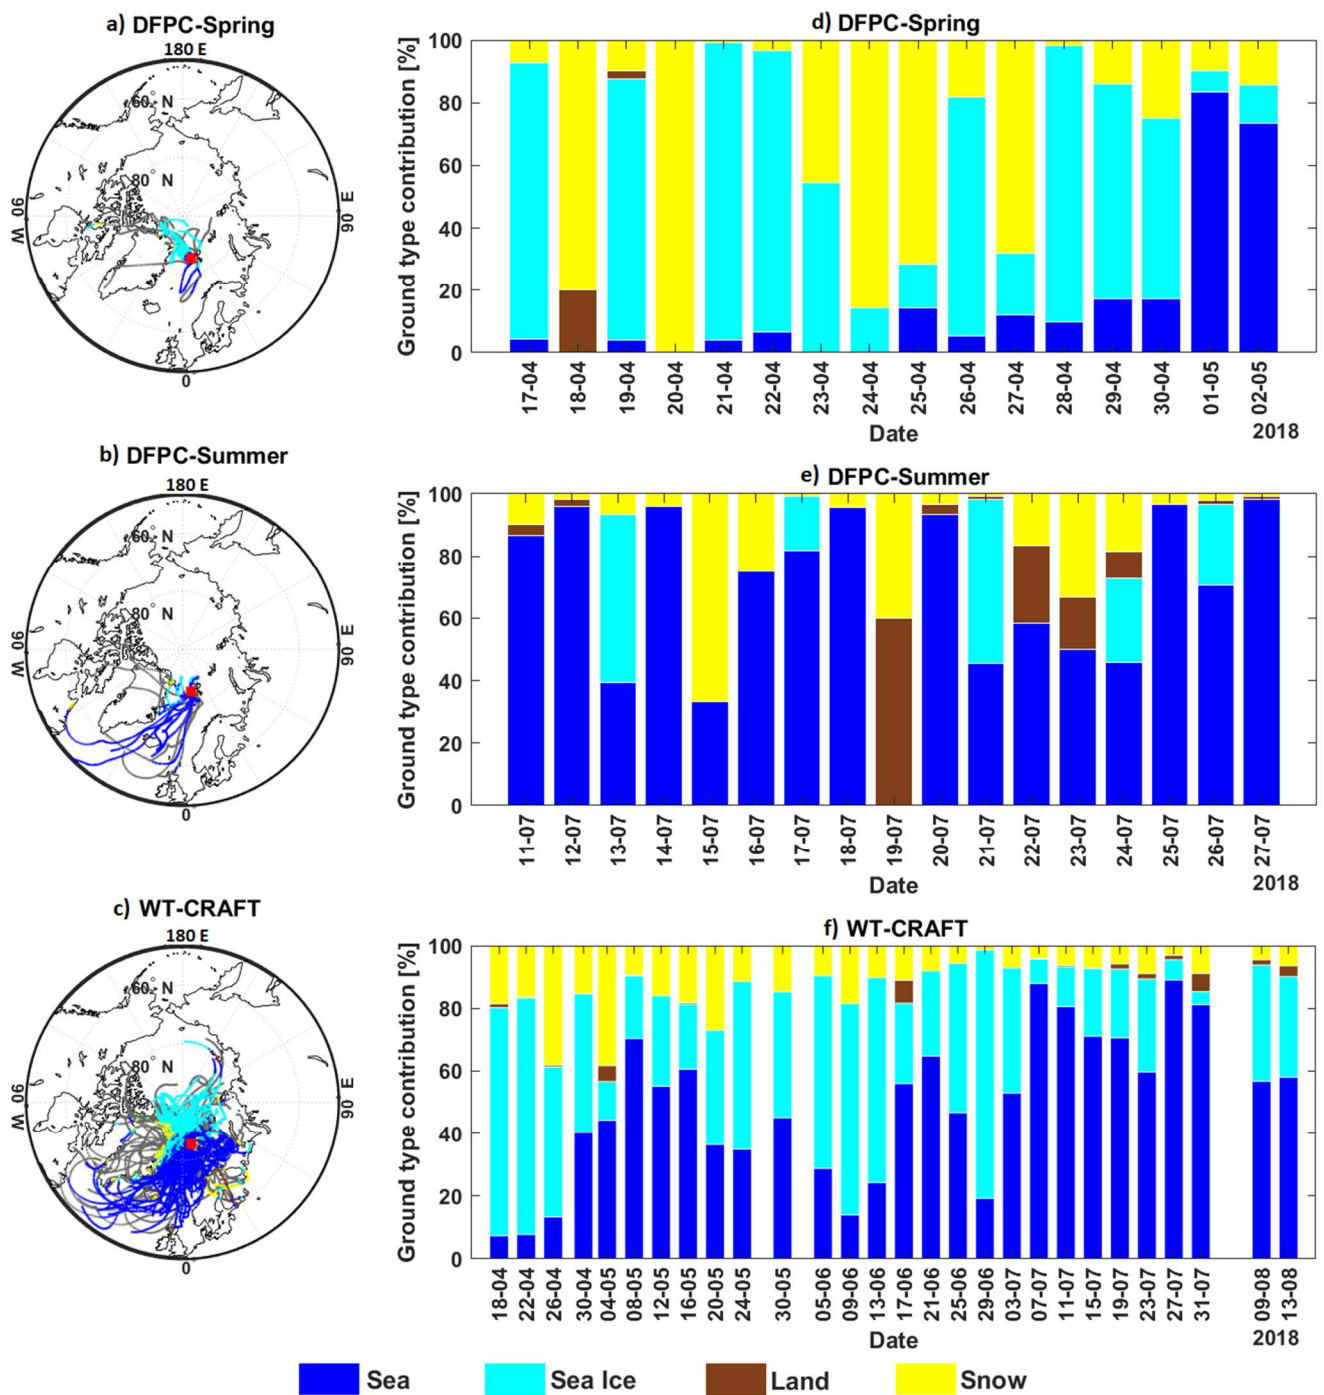 a) DFPC-Spring
180 E
60° N
80° N
90 W
90 E
0
d) DFPC-Spring
Ground type contribution [%]
100
80
60
40
20
0
17-04 18-04 19-04 20-04 21-04 22-04 23-04 24-04 25-04 26-04 27-04 28-04 29-04 30-04 01-05 02-05
Date
2018
b) DFPC-Summer
180 E
60° N
80° N
90 W
90 E
0
e) DFPC-Summer
Ground type contribution [%]
100
80
60
40
20
0
11-07 12-07 13-07 14-07 15-07 16-07 17-07 18-07 19-07 20-07 21-07 22-07 23-07 24-07 25-07 26-07 27-07
Date
2018
c) WT-CRAFT
180 E
60° N
80° N
90 W
90 E
0
f) WT-CRAFT
Ground type contribution [%]
100
80
60
40
20
0
18-04 22-04 26-04 30-04 04-05 08-05 12-05 16-05 20-05 24-05 30-05 05-06 09-06 13-06 17-06 21-06 25-06 29-06 03-07 07-07 11-07 15-07 19-07 23-07 27-07 31-07 09-08 13-08
Date
2018
Sea Sea Ice Land Snow